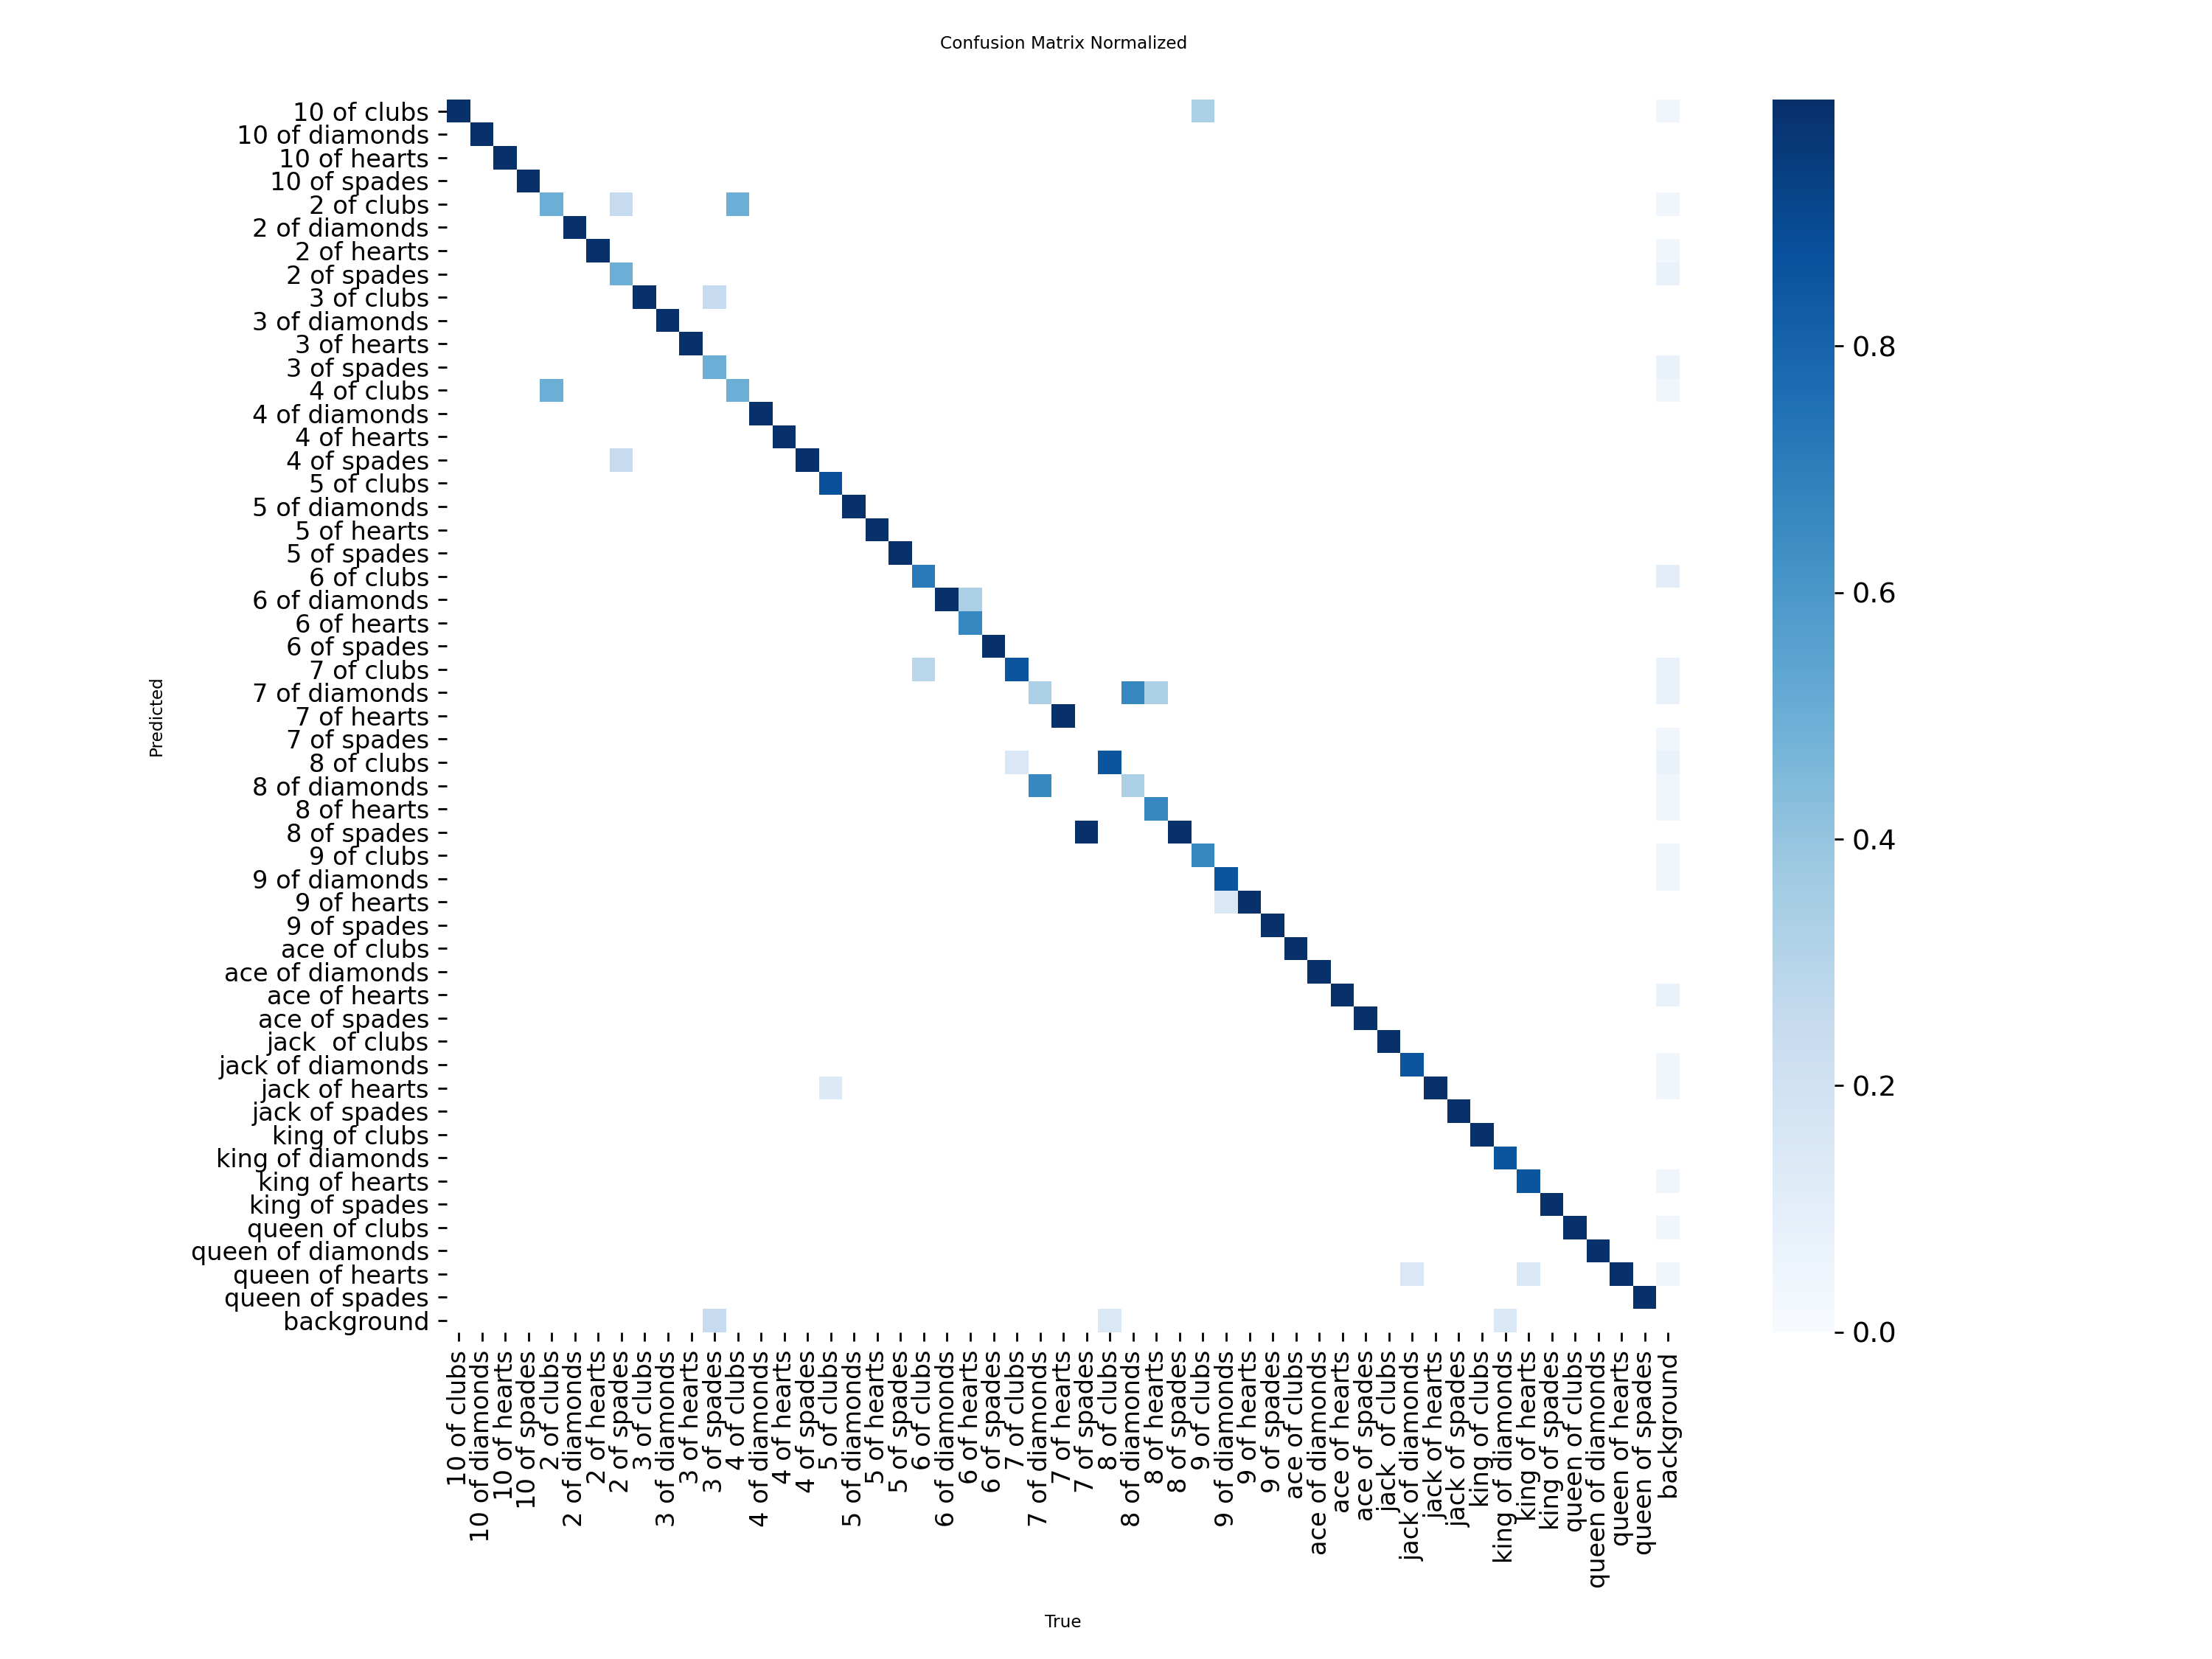 Confusion Matrix Normalized
10 of clubs
10 of diamonds
10 of hearts
10 of spades
2 of clubs
2 of diamonds
2 of hearts
2 of spades
3 of clubs
3 of diamonds
3 of hearts
3 of spades
4 of clubs
4 of diamonds
4 of hearts
4 of spades
5 of clubs
5 of diamonds
5 of hearts
5 of spades
6 of clubs
6 of diamonds
6 of hearts
6 of spades
7 of clubs
7 of diamonds
7 of hearts
7 of spades
8 of clubs
8 of diamonds
8 of hearts
8 of spades
9 of clubs
9 of diamonds
9 of hearts
9 of spades
ace of clubs
ace of diamonds
ace of hearts
ace of spades
jack  of clubs
jack of diamonds
jack of hearts
jack of spades
king of clubs
king of diamonds
king of hearts
king of spades
queen of clubs
queen of diamonds
queen of hearts
queen of spades
background
Predicted
10 of clubs
10 of diamonds
10 of hearts
10 of spades
2 of clubs
2 of diamonds
2 of hearts
2 of spades
3 of clubs
3 of diamonds
3 of hearts
3 of spades
4 of clubs
4 of diamonds
4 of hearts
4 of spades
5 of clubs
5 of diamonds
5 of hearts
5 of spades
6 of clubs
6 of diamonds
6 of hearts
6 of spades
7 of clubs
7 of diamonds
7 of hearts
7 of spades
8 of clubs
8 of diamonds
8 of hearts
8 of spades
9 of clubs
9 of diamonds
9 of hearts
9 of spades
ace of clubs
ace of diamonds
ace of hearts
ace of spades
jack  of clubs
jack of diamonds
jack of hearts
jack of spades
king of clubs
king of diamonds
king of hearts
king of spades
queen of clubs
queen of diamonds
queen of hearts
queen of spades
background
True
0.8
0.6
0.4
0.2
0.0